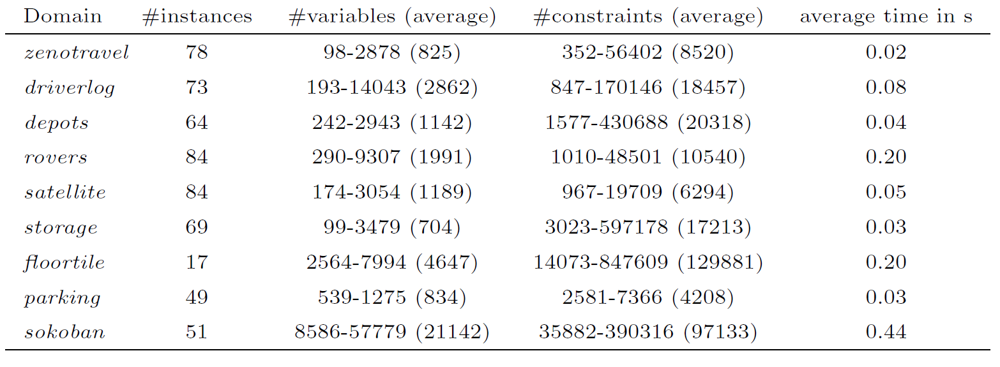 Domain #instances #variables (average) #constraints (average) average time in s
zenotravel 78 98-2878 (825) 352-56402 (8520) 0.02
driverlog 73 193-14043 (2862) 847-170146 (18457) 0.08
depots 64 242-2943 (1142) 1577-430688 (20318) 0.04
rovers 84 290-9307 (1991) 1010-48501 (10540) 0.20
satellite 84 174-3054 (1189) 967-19709 (6294) 0.05
storage 69 99-3479 (704) 3023-597178 (17213) 0.03
floortile 17 2564-7994 (4647) 14073-847609 (129881) 0.20
parking 49 539-1275 (834) 2581-7366 (4208) 0.03
sokoban 51 8586-57779 (21142) 35882-390316 (97133) 0.44